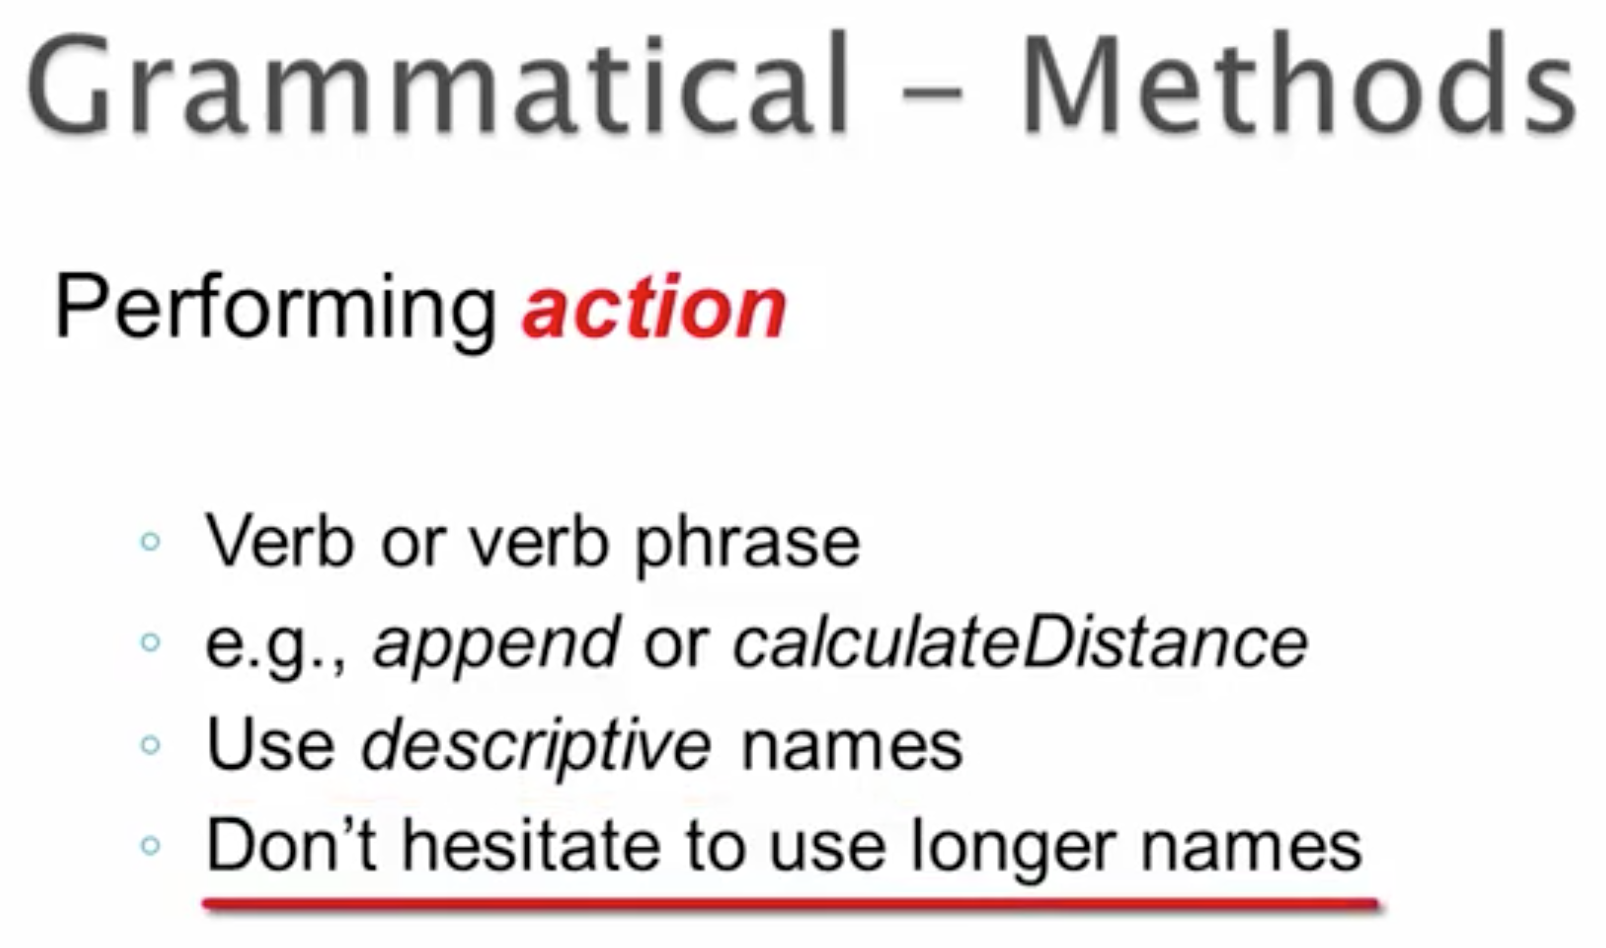 Grammatical – Methods
Performing action
Verb or verb phrase
e.g., append or calculateDistance
Use descriptive names
Don’t hesitate to use longer names